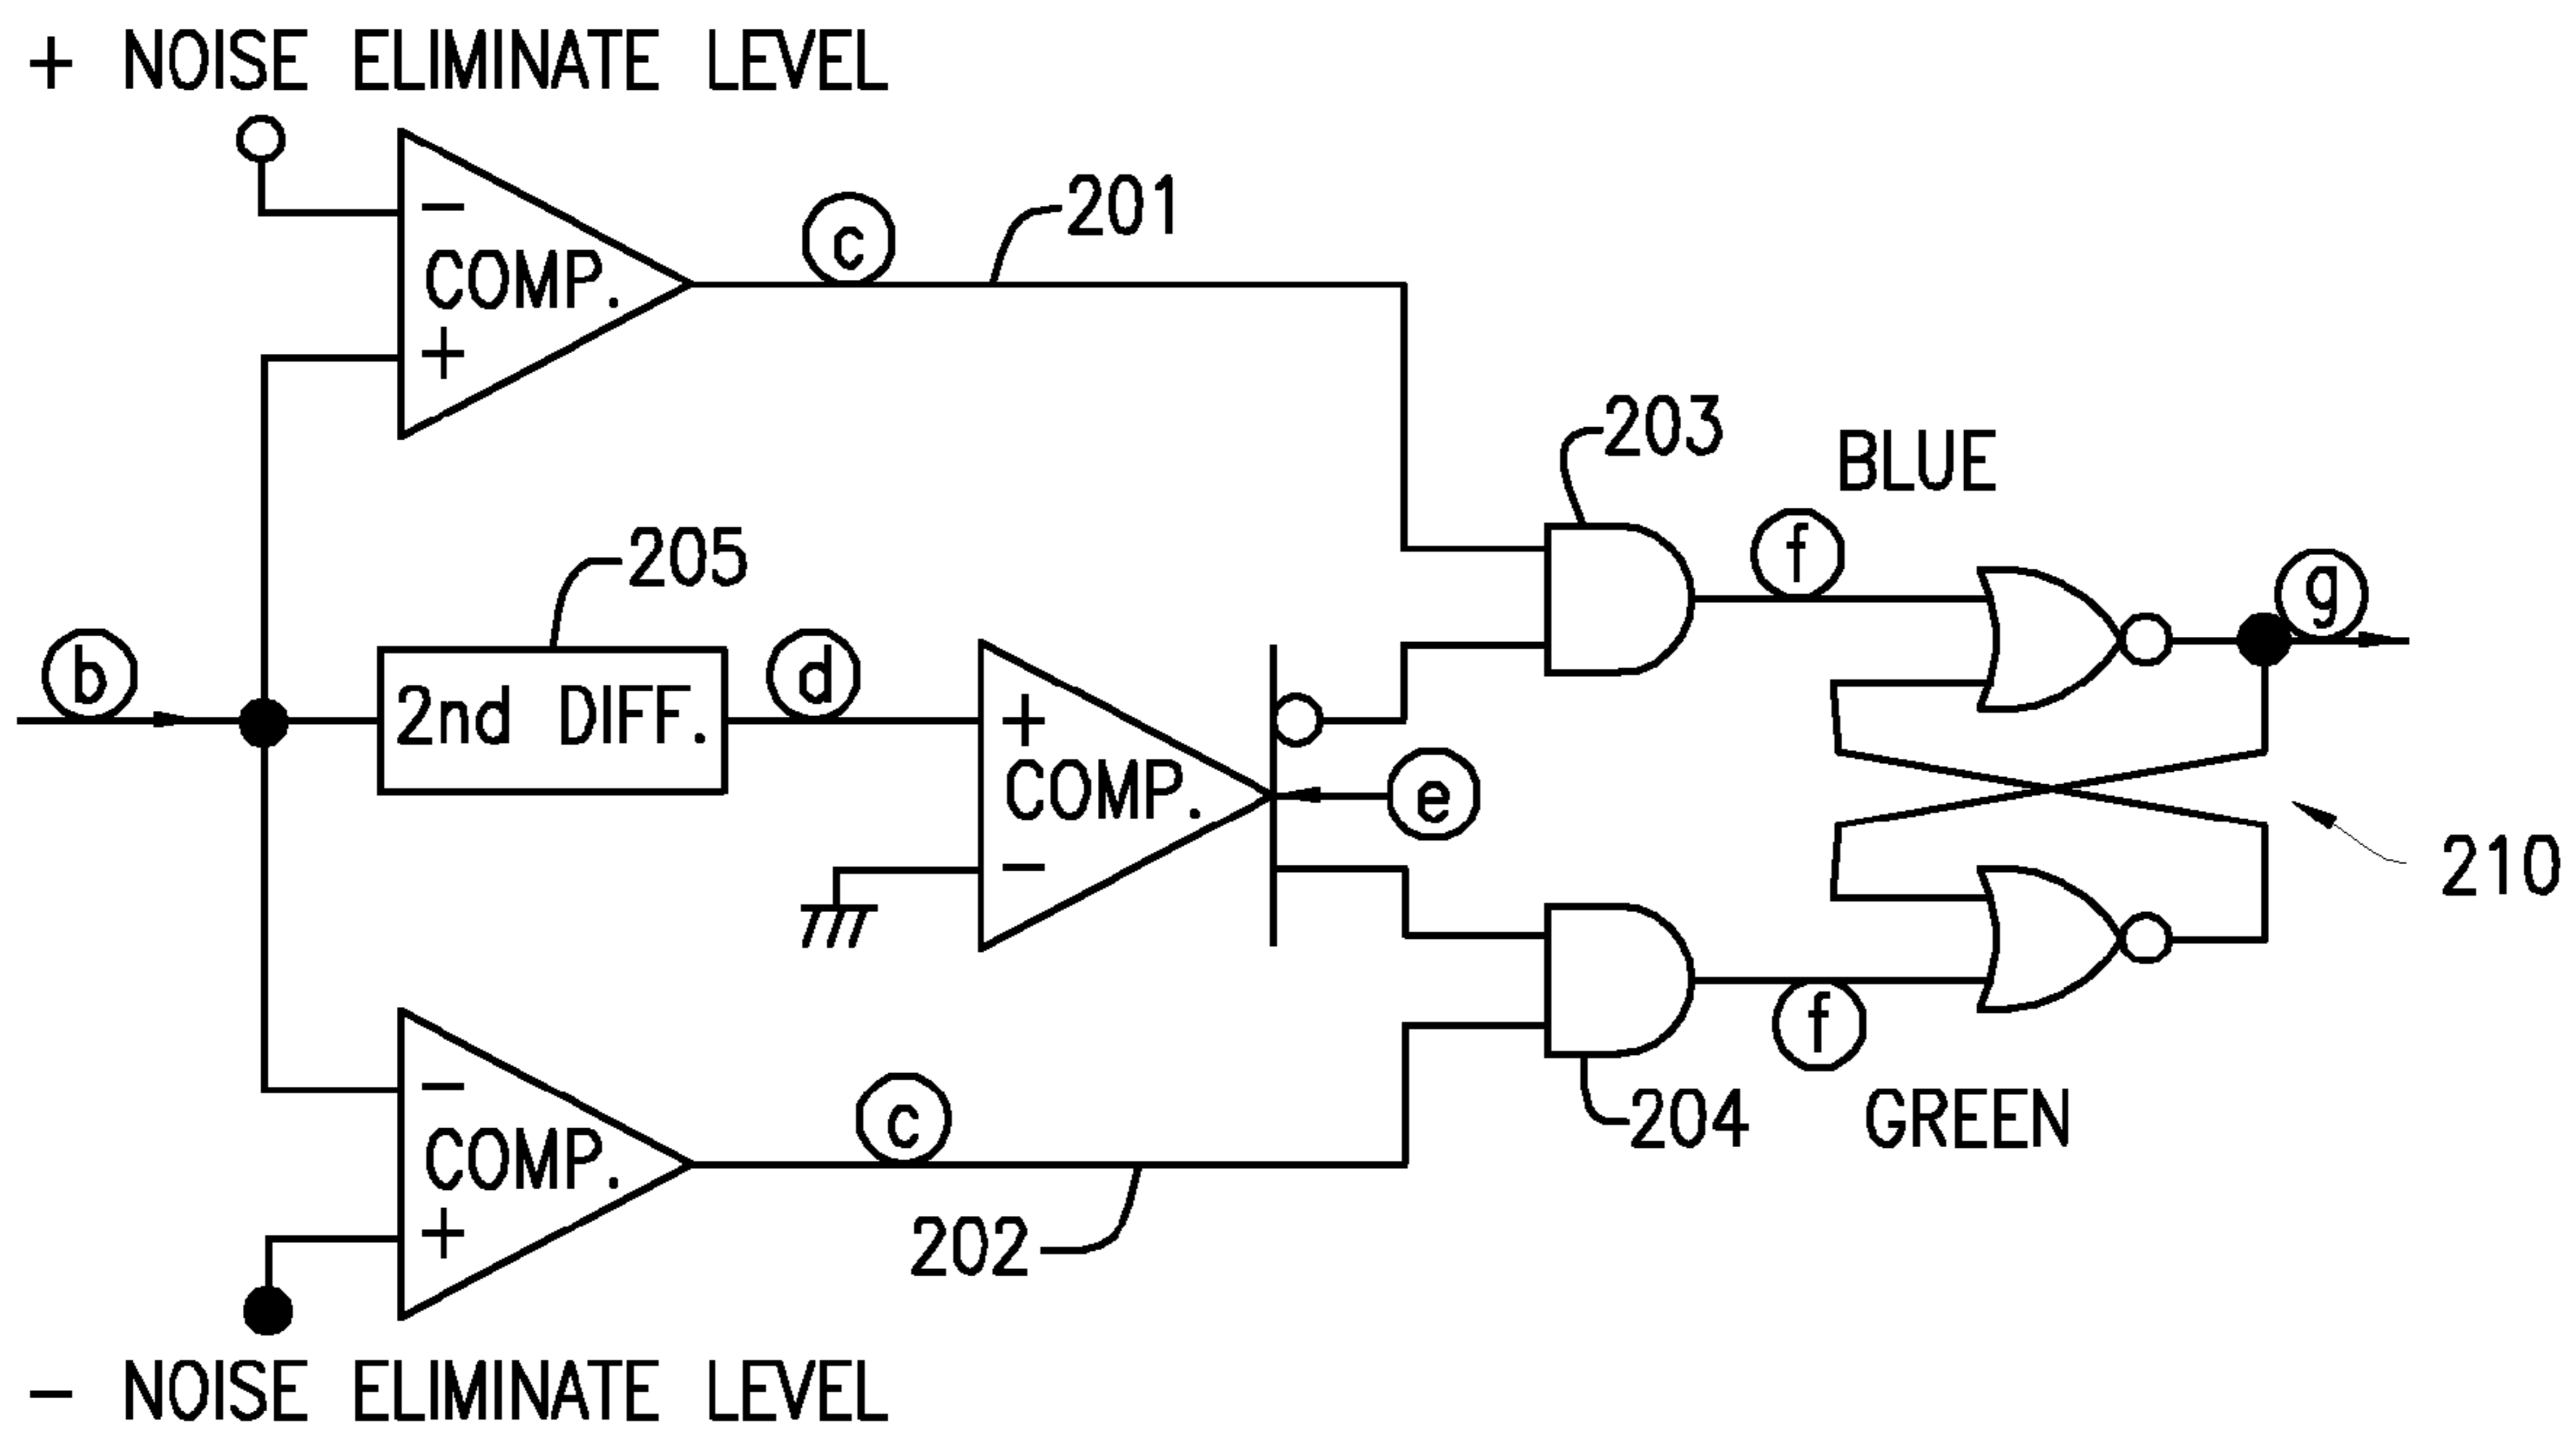 + NOISE ELIMINATE LEVEL
−
COMP.
+
c
201
203
BLUE
f
205
g
b
2nd DIFF.
d
+
COMP.
−
e
210
−
COMP.
+
c
202
204
f
GREEN
− NOISE ELIMINATE LEVEL